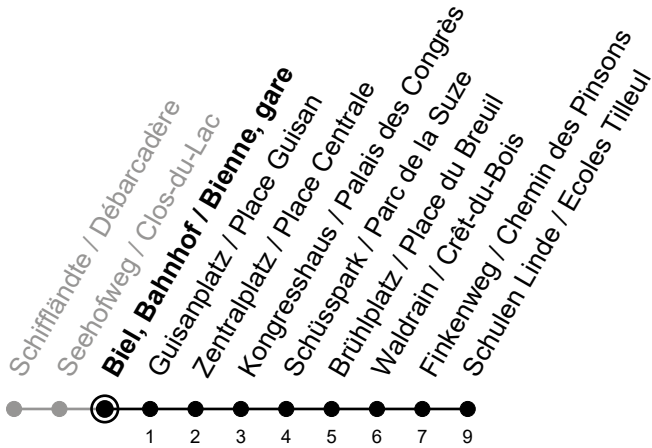 Schifflände / Débarcadère
Seehofweg / Clos-du-Lac
Biel, Bahnhof / Bienne, gare
Guisanplatz / Place Guisan
Zentralplatz / Place Centrale
Kongresshaus / Palais des Congrès
Schüsspark / Parc de la Suze
Brühlplatz / Place du Breuil
Waldrain / Crêt-du-Bois
Finkenweg / Chemin des Pinsons
Schulen Linde / Ecoles Tilleul
1 2 3 4 5 6 7 9